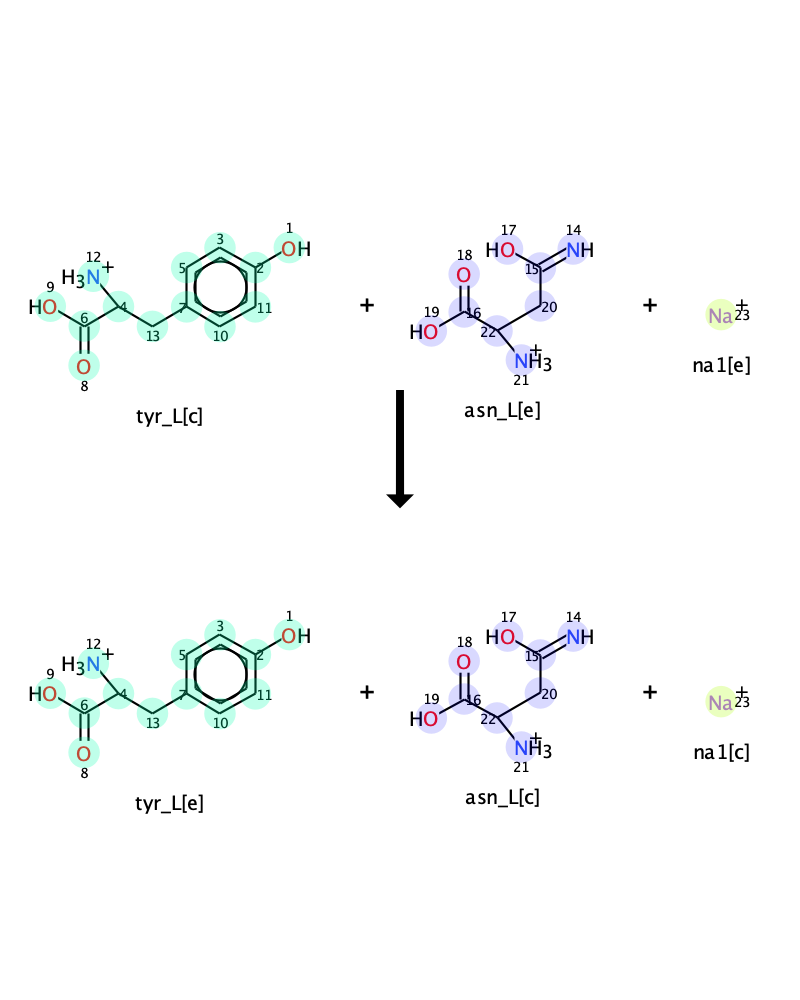 1
3
17 14
OH HO NH
12 18
H3N+ 5 2 15
9 O
HO 4 7 11 + 19 16 20 + Na+ 23
6 HO 22
13 10 NH3+
O 21
8
na1[e]
tyr_L[c] asn_L[e]
1
3
17 14
OH HO NH
12 18
H3N+ 5 2 15
9 O
HO 4 7 11 + 19 16 20 + Na+ 23
6 HO 22
13 10 NH3+
O 21
8
na1[c]
tyr_L[e] asn_L[c]